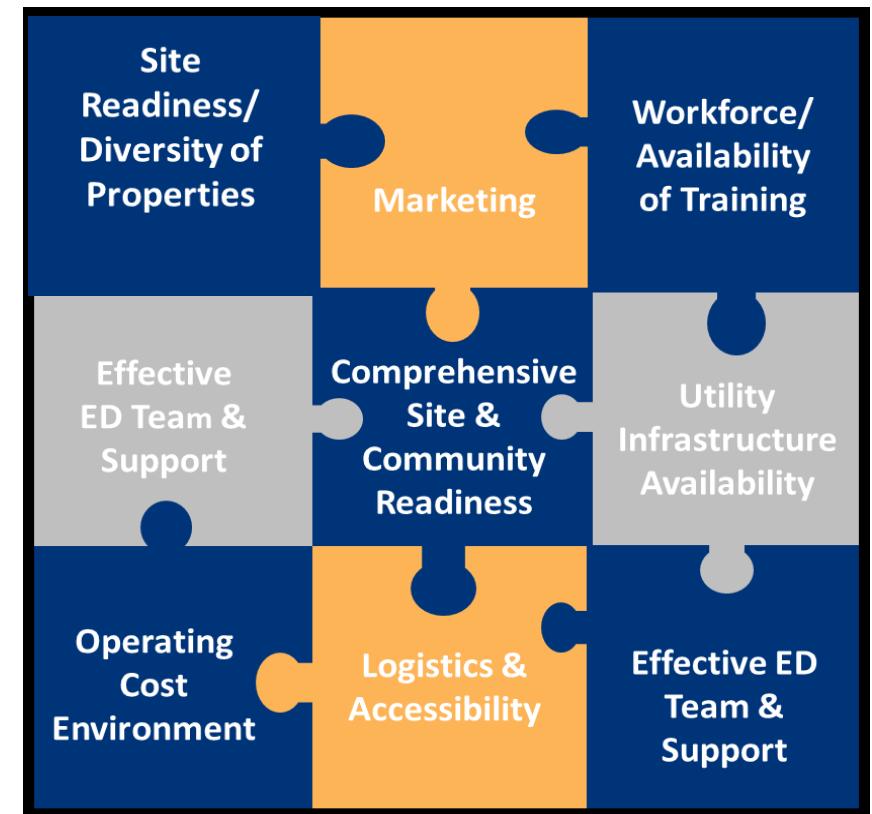 Site
Readiness/
Diversity of
Properties
Marketing
Workforce/
Availability
of Training
Effective
ED Team &
Support
Comprehensive
Site &
Community
Readiness
Utility
Infrastructure
Availability
Operating
Cost
Environment
Logistics &
Accessibility
Effective ED
Team &
Support